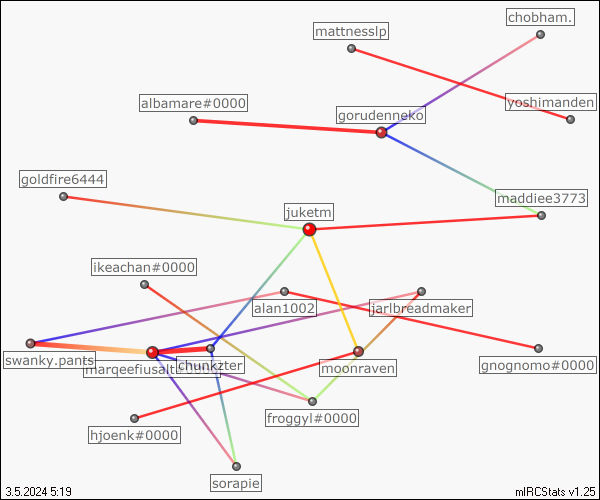 chobham.
mattnesslp
albamare#0000
yoshimanden
gorudenneko
goldfire6444
maddiee3773
juketm
ikeachan#0000
alan1002
jarlbreadmaker
swanky.pants
chunkzter
moonraven
gnognomo#0000
froggyl#0000
hjoenk#0000
sorapie
3.5.2024 5:19
mIRCStats v1.25